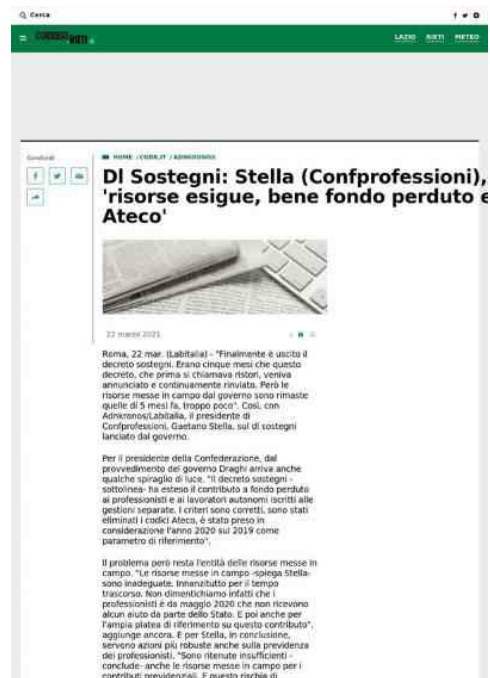 Cerca
LAZIO RIETI METEO
Condividi:
HOME / CORR.IT / ADNKRONOS
Dl Sostegni: Stella (Confprofessioni),
'risorse esigue, bene fondo perduto e
Ateco'
22 marzo 2021
Roma, 22 mar. (Labitalia) - "Finalmente è uscito il
decreto sostegni. Erano cinque mesi che questo
decreto, che prima si chiamava ristori, veniva
annunciato e continuamente rinviato. Però le
risorse messe in campo dal governo sono rimaste
quelle di 5 mesi fa, troppo poco". Così, con
Adnkronos/Labitalia, il presidente di
Confprofessioni, Gaetano Stella, sul dl sostegni
lanciato dal governo.
Per il presidente della Confederazione, dal
provvedimento del governo Draghi arriva anche
qualche spiraglio di luce. "Il decreto sostegni -
sottolinea- ha esteso il contributo a fondo perduto
ai professionisti e ai lavoratori autonomi iscritti alle
gestioni separate. I criteri sono corretti, sono stati
eliminati i codici Ateco, è stato preso in
considerazione l'anno 2020 sul 2019 come
parametro di riferimento".
Il problema però resta l'entità delle risorse messe in
campo. "Le risorse messe in campo -spiega Stella-
sono inadeguate. Innanzitutto per il tempo
trascorso. Non dimentichiamo infatti che i
professionisti è da maggio 2020 che non ricevono
alcun aiuto da parte dello Stato. E poi anche per
l'ampia platea di riferimento su questo contributo",
aggiunge ancora. E per Stella, in conclusione,
servono azioni più robuste anche sulla previdenza
dei professionisti. "Sono ritenute insufficienti -
conclude- anche le risorse messe in campo per i
contributi previdenziali. E questo rischia di